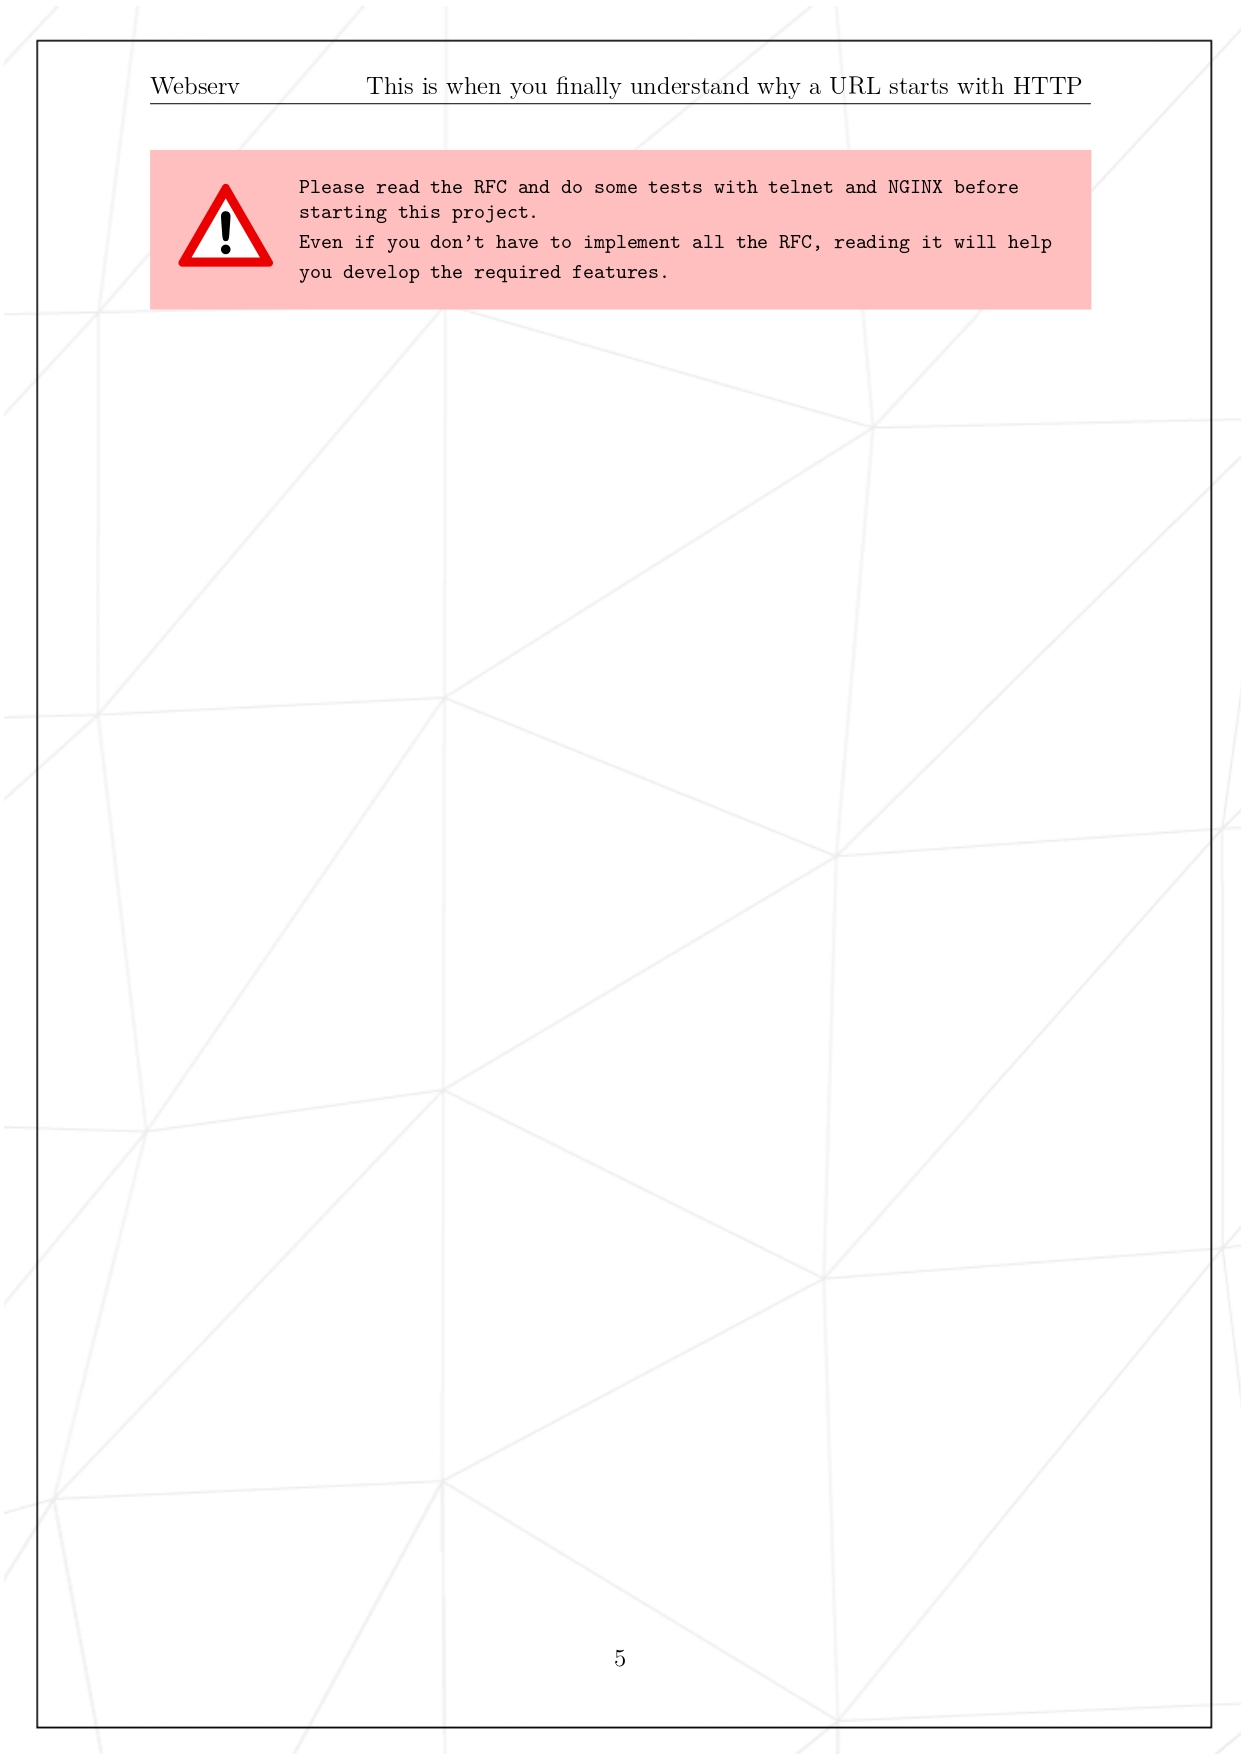 Webserv This is when you finally understand why a URL starts with HTTP
Please read the RFC and do some tests with telnet and NGINX before
starting this project.
Even if you don't have to implement all the RFC, reading it will help
you develop the required features.
5